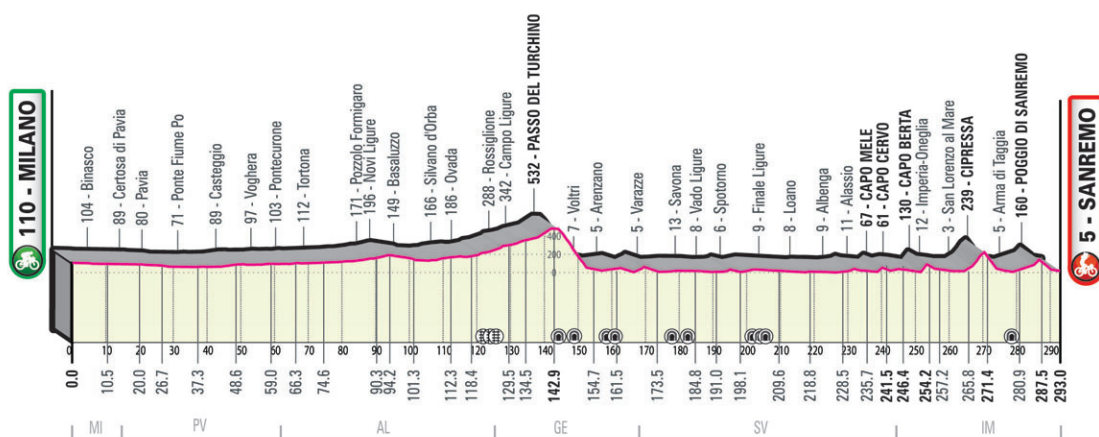 110 - MILANO
104 - Binasco
89 - Certosa di Pavia
80 - Pavia
71 - Ponte Fiume Po
89 - Casteggio
97 - Voghera
103 - Pontecurone
112 - Tortona
171 - Pozzolo Formigaro
196 - Novi Ligure
149 - Basaluzzo
166 - Silvano d'Orba
186 - Ovada
288 - Rossiglione
342 - Campo Ligure
532 - PASSO DEL TURCHINO
7 - Voltri
5 - Arenzano
5 - Varazze
13 - Savona
8 - Vado Ligure
6 - Spotorno
9 - Finale Ligure
8 - Loano
9 - Albenga
11 - Alassio
67 - CAPO MELE
61 - CAPO CERVO
130 - CAPO BERTA
12 - Imperia-Oneglia
3 - San Lorenzo al Mare
239 - CIPRESSA
5 - Arma di Taggia
160 - POGGIO DI SANREMO
5 - SANREMO
400
200
0
0 10 20 30 40 50 60 70 80 90 100 110 120 130 140 150 160 170 180 190 200 210 220 230 240 250 260 270 280 290
0.0 10.5 20.0 26.7 37.3 48.6 59.0 66.3 74.6 90.3 94.2 101.3 112.3 118.4 129.5 134.5 142.9 154.7 161.5 173.5 184.8 191.0 198.1 209.6 218.8 228.5 235.7 241.5 246.4 254.2 257.2 265.8 271.4 280.9 287.5 293.0
MI PV AL GE SV IM